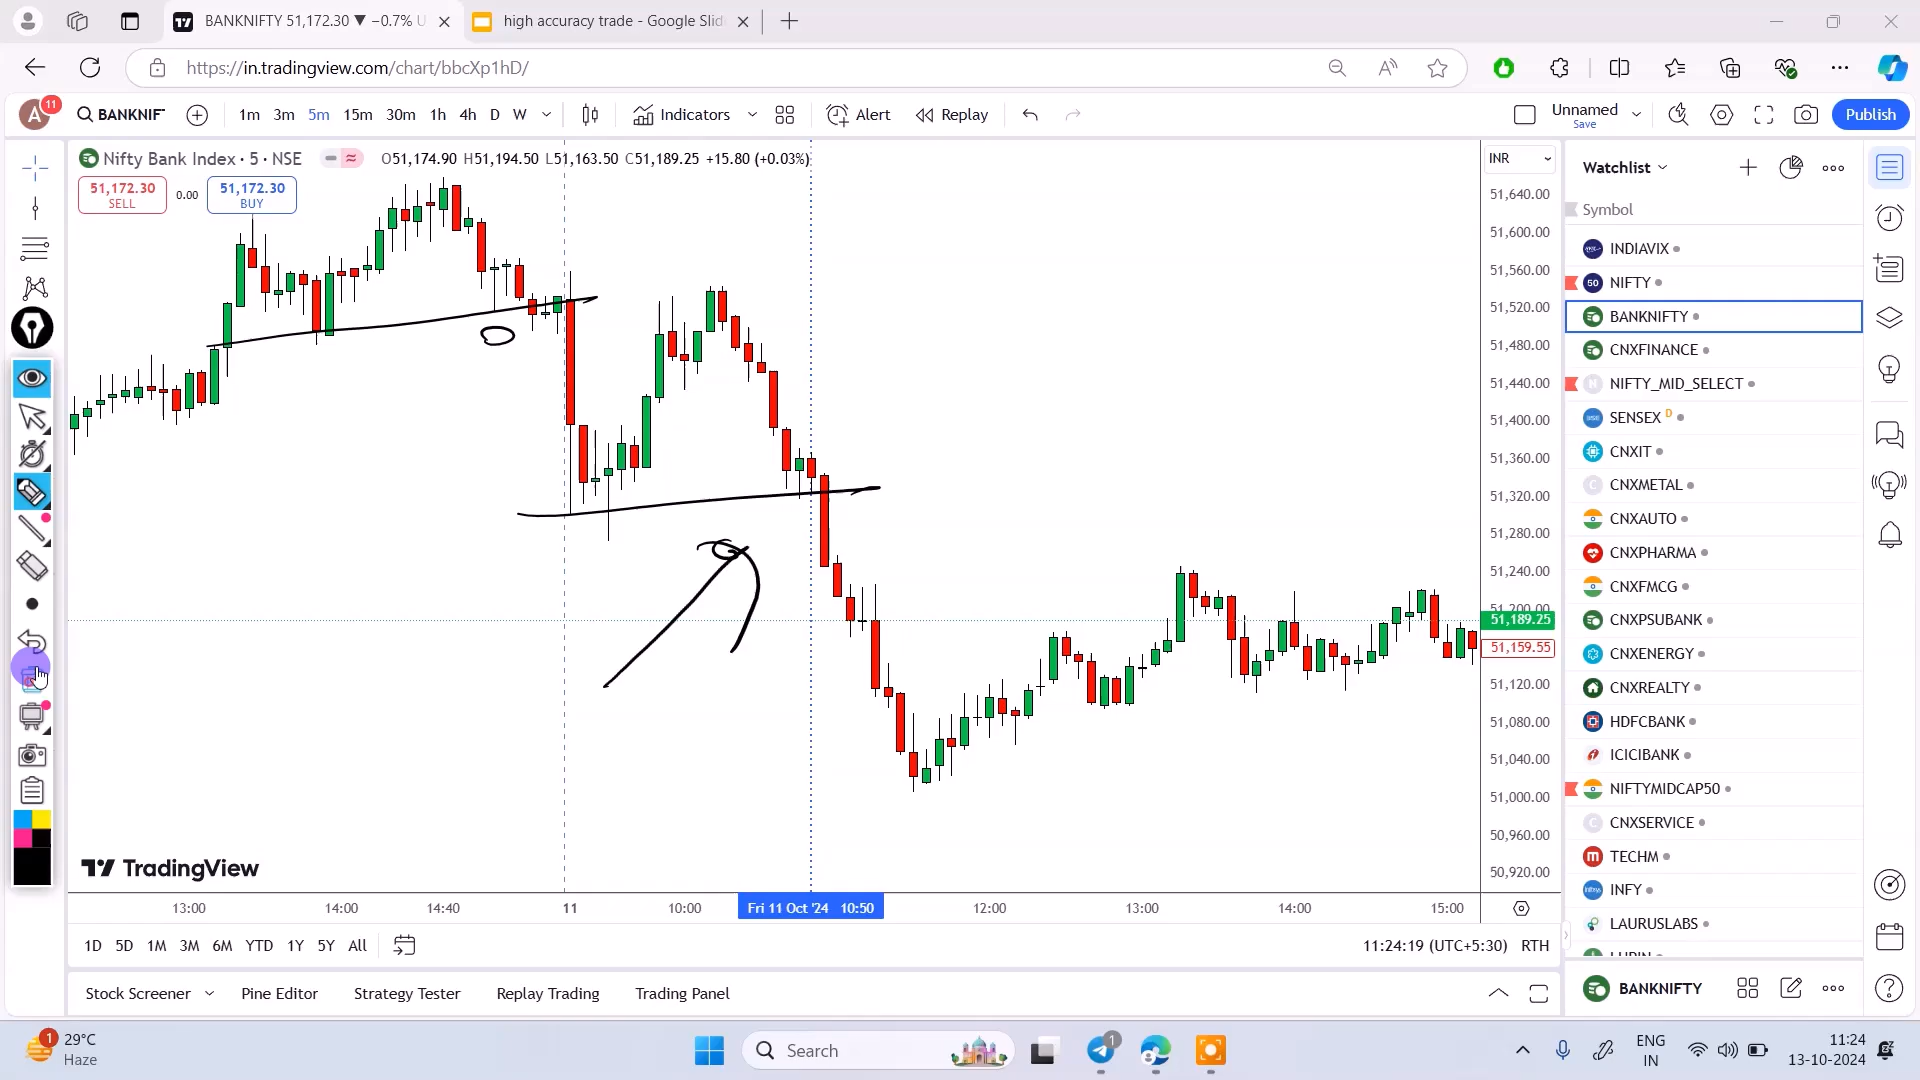 BANKNIFTY 51,172.30 ▼ −0.7% U
high accuracy trade - Google Slid
https://in.tradingview.com/chart/bbcXp1hD/
A 11
BANKNIF
1m 3m 5m 15m 30m 1h 4h D W
Indicators
Alert
Replay
Unnamed
Save
Publish
Nifty Bank Index · 5 · NSE
O51,174.90 H51,194.50 L51,163.50 C51,189.25 +15.80 (+0.03%)
INR
51,172.30
SELL
0.00
51,172.30
BUY
51,640.00
51,600.00
51,560.00
51,520.00
51,480.00
51,440.00
51,400.00
51,360.00
51,320.00
51,280.00
51,240.00
51,200.00
51,189.25
51,159.55
51,120.00
51,080.00
51,040.00
51,000.00
50,960.00
50,920.00
TradingView
13:00 14:00 14:40 11 10:00 Fri 11 Oct '24 10:50 12:00 13:00 14:00 15:00
1D 5D 1M 3M 6M YTD 1Y 5Y All
11:24:19 (UTC+5:30) RTH
Stock Screener
Pine Editor
Strategy Tester
Replay Trading
Trading Panel
Watchlist
Symbol
INDIAVIX
50 NIFTY
BANKNIFTY
CNXFINANCE
N NIFTY_MID_SELECT
SENSEX D
CNXIT
C CNXMETAL
CNXAUTO
CNXPHARMA
CNXFMCG
CNXPSUBANK
CNXENERGY
CNXREALTY
HDFCBANK
ICICIBANK
NIFTYMIDCAP50
C CNXSERVICE
TECHM
INFY
LAURUSLABS
LUPIN
BANKNIFTY
1
29°C
Haze
Search
1
ENG
IN
11:24
13-10-2024